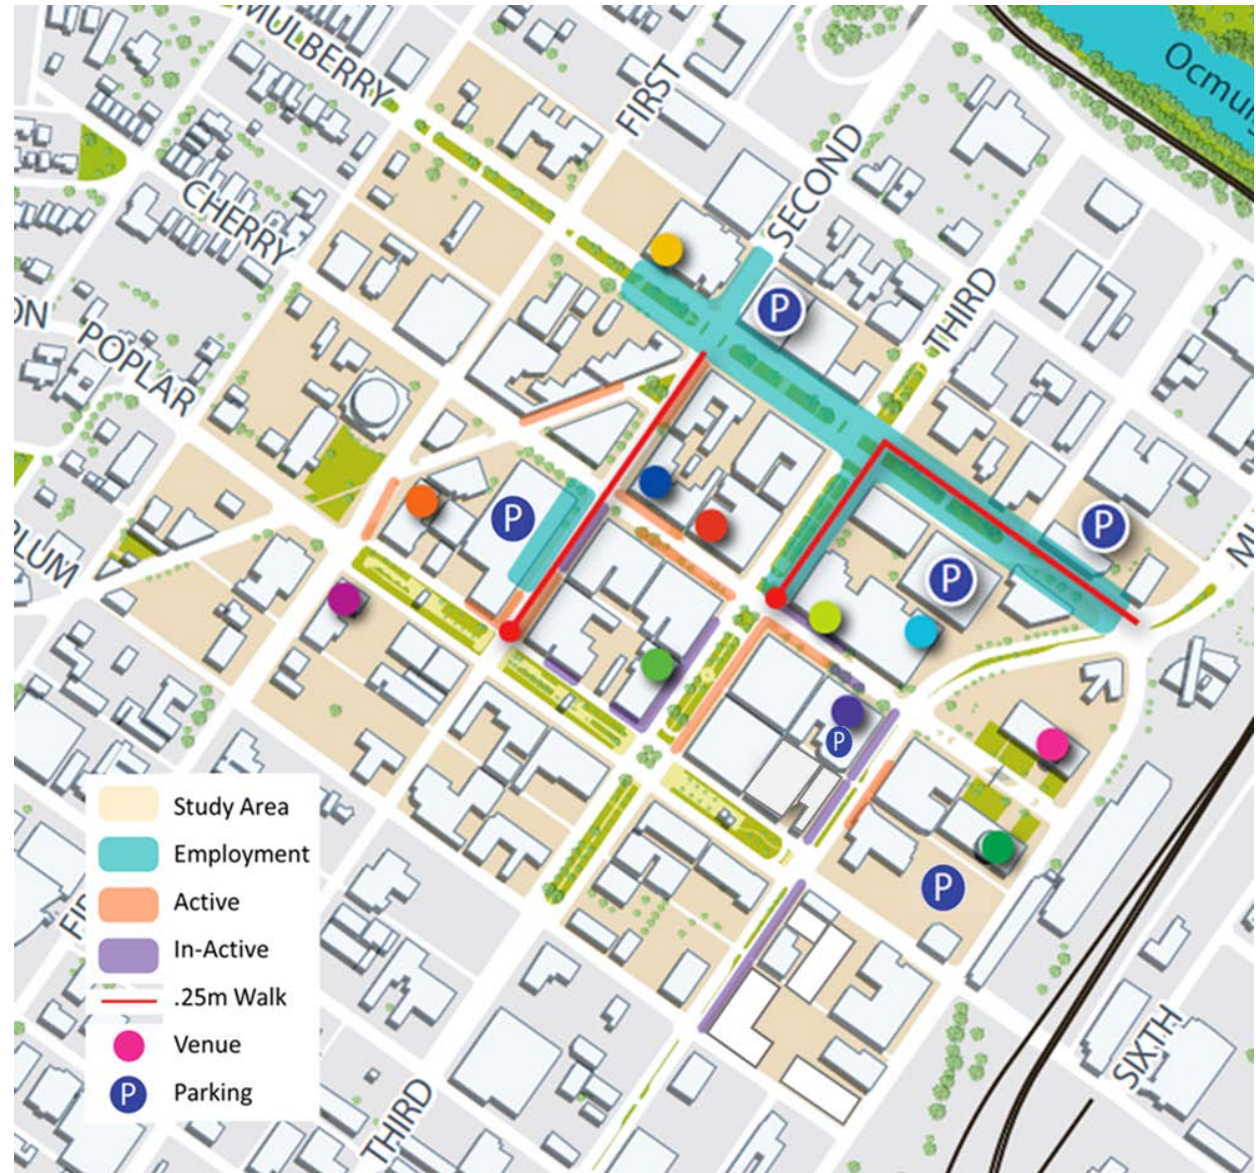 MULBERRY
FIRST
Ocmu
SECOND
CHERRY
THIRD
ON
POPLAR
P
P
P
P
PLUM
P
P
Study Area
Employment
Active
In-Active
.25m Walk
Venue
P Parking
THIRD
SIXTH